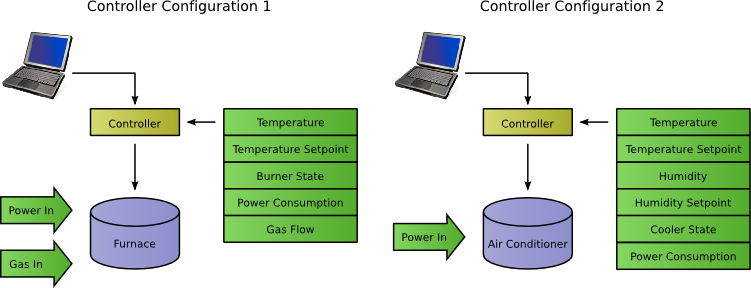 Controller Configuration 1
Controller
Temperature
Temperature Setpoint
Burner State
Power Consumption
Gas Flow
Power In
Gas In
Furnace
Controller Configuration 2
Controller
Temperature
Temperature Setpoint
Humidity
Humidity Setpoint
Cooler State
Power Consumption
Power In
Air Conditioner